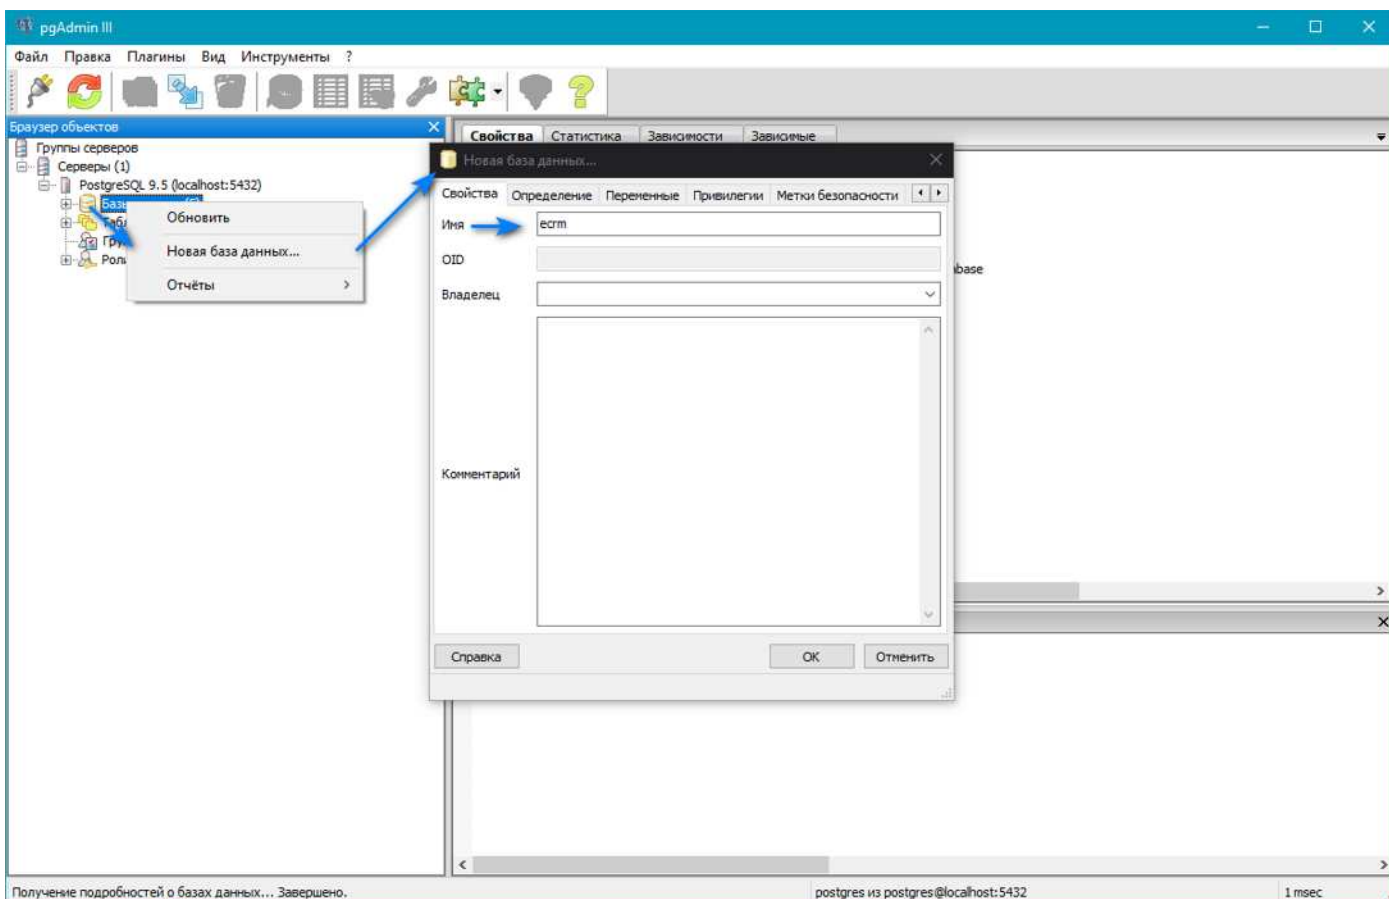 pgAdmin III
Файл Правка Плагины Вид Инструменты ?
Браузер объектов
Группы серверов
Серверы (1)
PostgreSQL 9.5 (localhost:5432)
Обновить
Новая база данных...
Отчёты
Свойства Статистика Зависимости Зависимые
Новая база данных...
Свойства Определение Переменные Привилегии Метки безопасности
Имя ecrm
OID
Владелец
Комментарий
Справка OK Отменить
Получение подробностей о базах данных... Завершено. postgres из postgres@localhost:5432 1 msec